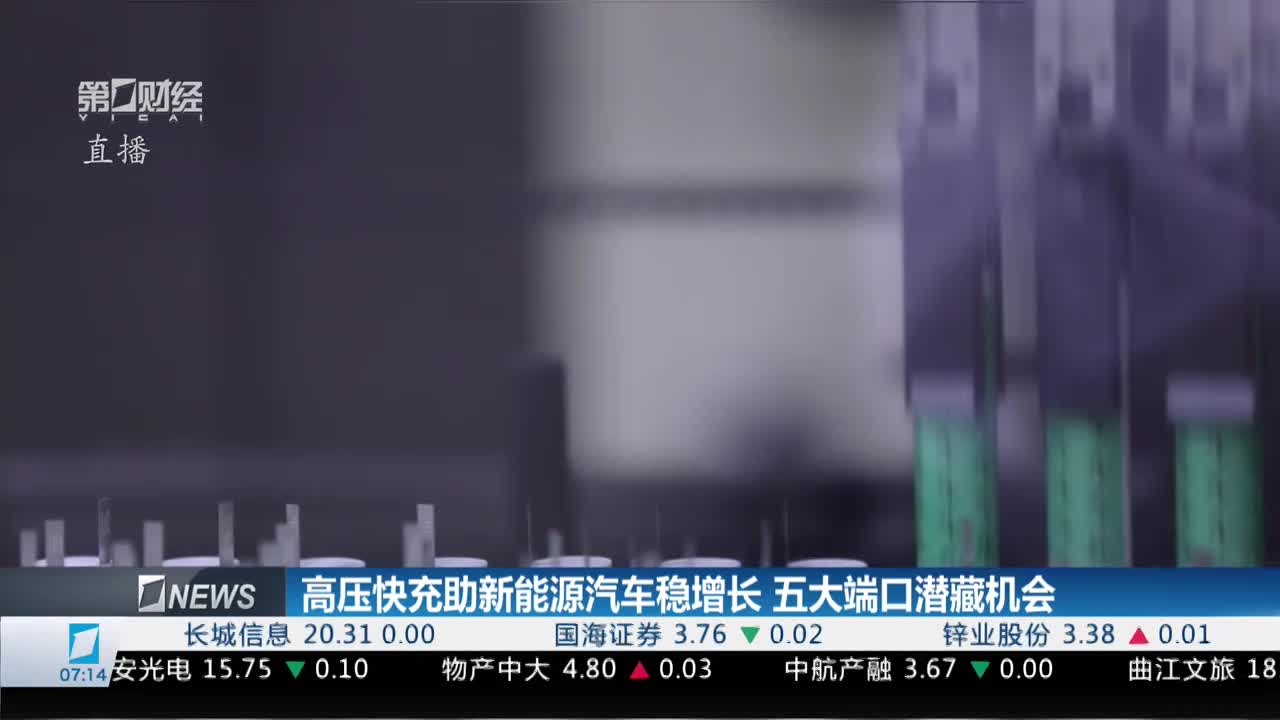 第一财经
YICAI
直播
NEWS 高压快充助新能源汽车稳增长 五大端口潜藏机会
长城信息 20.31 0.00 国海证券 3.76 ▼ 0.02 锌业股份 3.38 ▲ 0.01
07:14 安光电 15.75 ▼ 0.10 物产中大 4.80 ▲ 0.03 中航产融 3.67 ▼ 0.00 曲江文旅 18